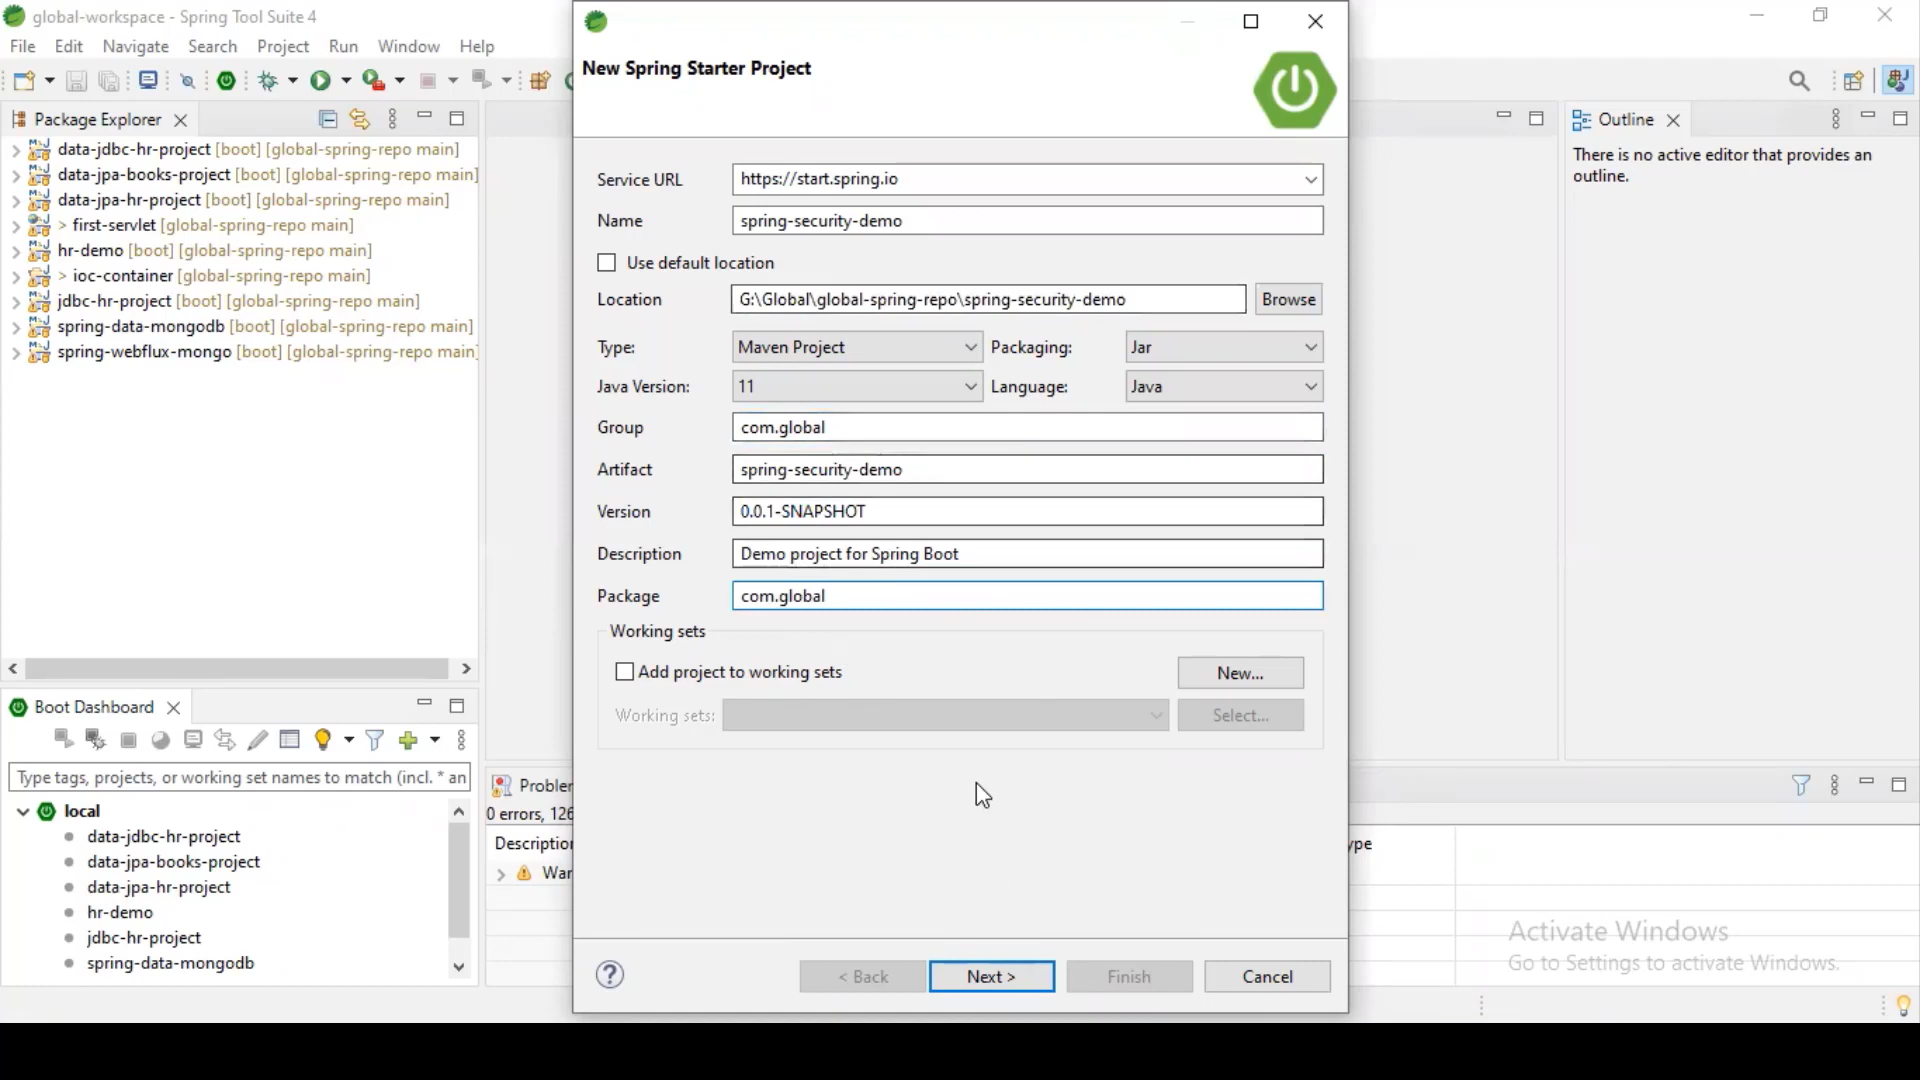 global-workspace - Spring Tool Suite 4
File Edit Navigate Search Project Run Window Help
Package Explorer
data-jdbc-hr-project [boot] [global-spring-repo main]
data-jpa-books-project [boot] [global-spring-repo main]
data-jpa-hr-project [boot] [global-spring-repo main]
> first-servlet [global-spring-repo main]
hr-demo [boot] [global-spring-repo main]
> ioc-container [global-spring-repo main]
jdbc-hr-project [boot] [global-spring-repo main]
spring-data-mongodb [boot] [global-spring-repo main]
spring-webflux-mongo [boot] [global-spring-repo main]
Boot Dashboard
Type tags, projects, or working set names to match (incl. * an
local
data-jdbc-hr-project
data-jpa-books-project
data-jpa-hr-project
hr-demo
jdbc-hr-project
spring-data-mongodb
New Spring Starter Project
Service URL https://start.spring.io
Name spring-security-demo
Use default location
Location G:\Global\global-spring-repo\spring-security-demo Browse
Type: Maven Project Packaging: Jar
Java Version: 11 Language: Java
Group com.global
Artifact spring-security-demo
Version 0.0.1-SNAPSHOT
Description Demo project for Spring Boot
Package com.global
Working sets
Add project to working sets New...
Working sets: Select...
< Back Next > Finish Cancel
Outline
There is no active editor that provides an
outline.
Problem
0 errors, 126
Description ype
War
Activate Windows
Go to Settings to activate Windows.